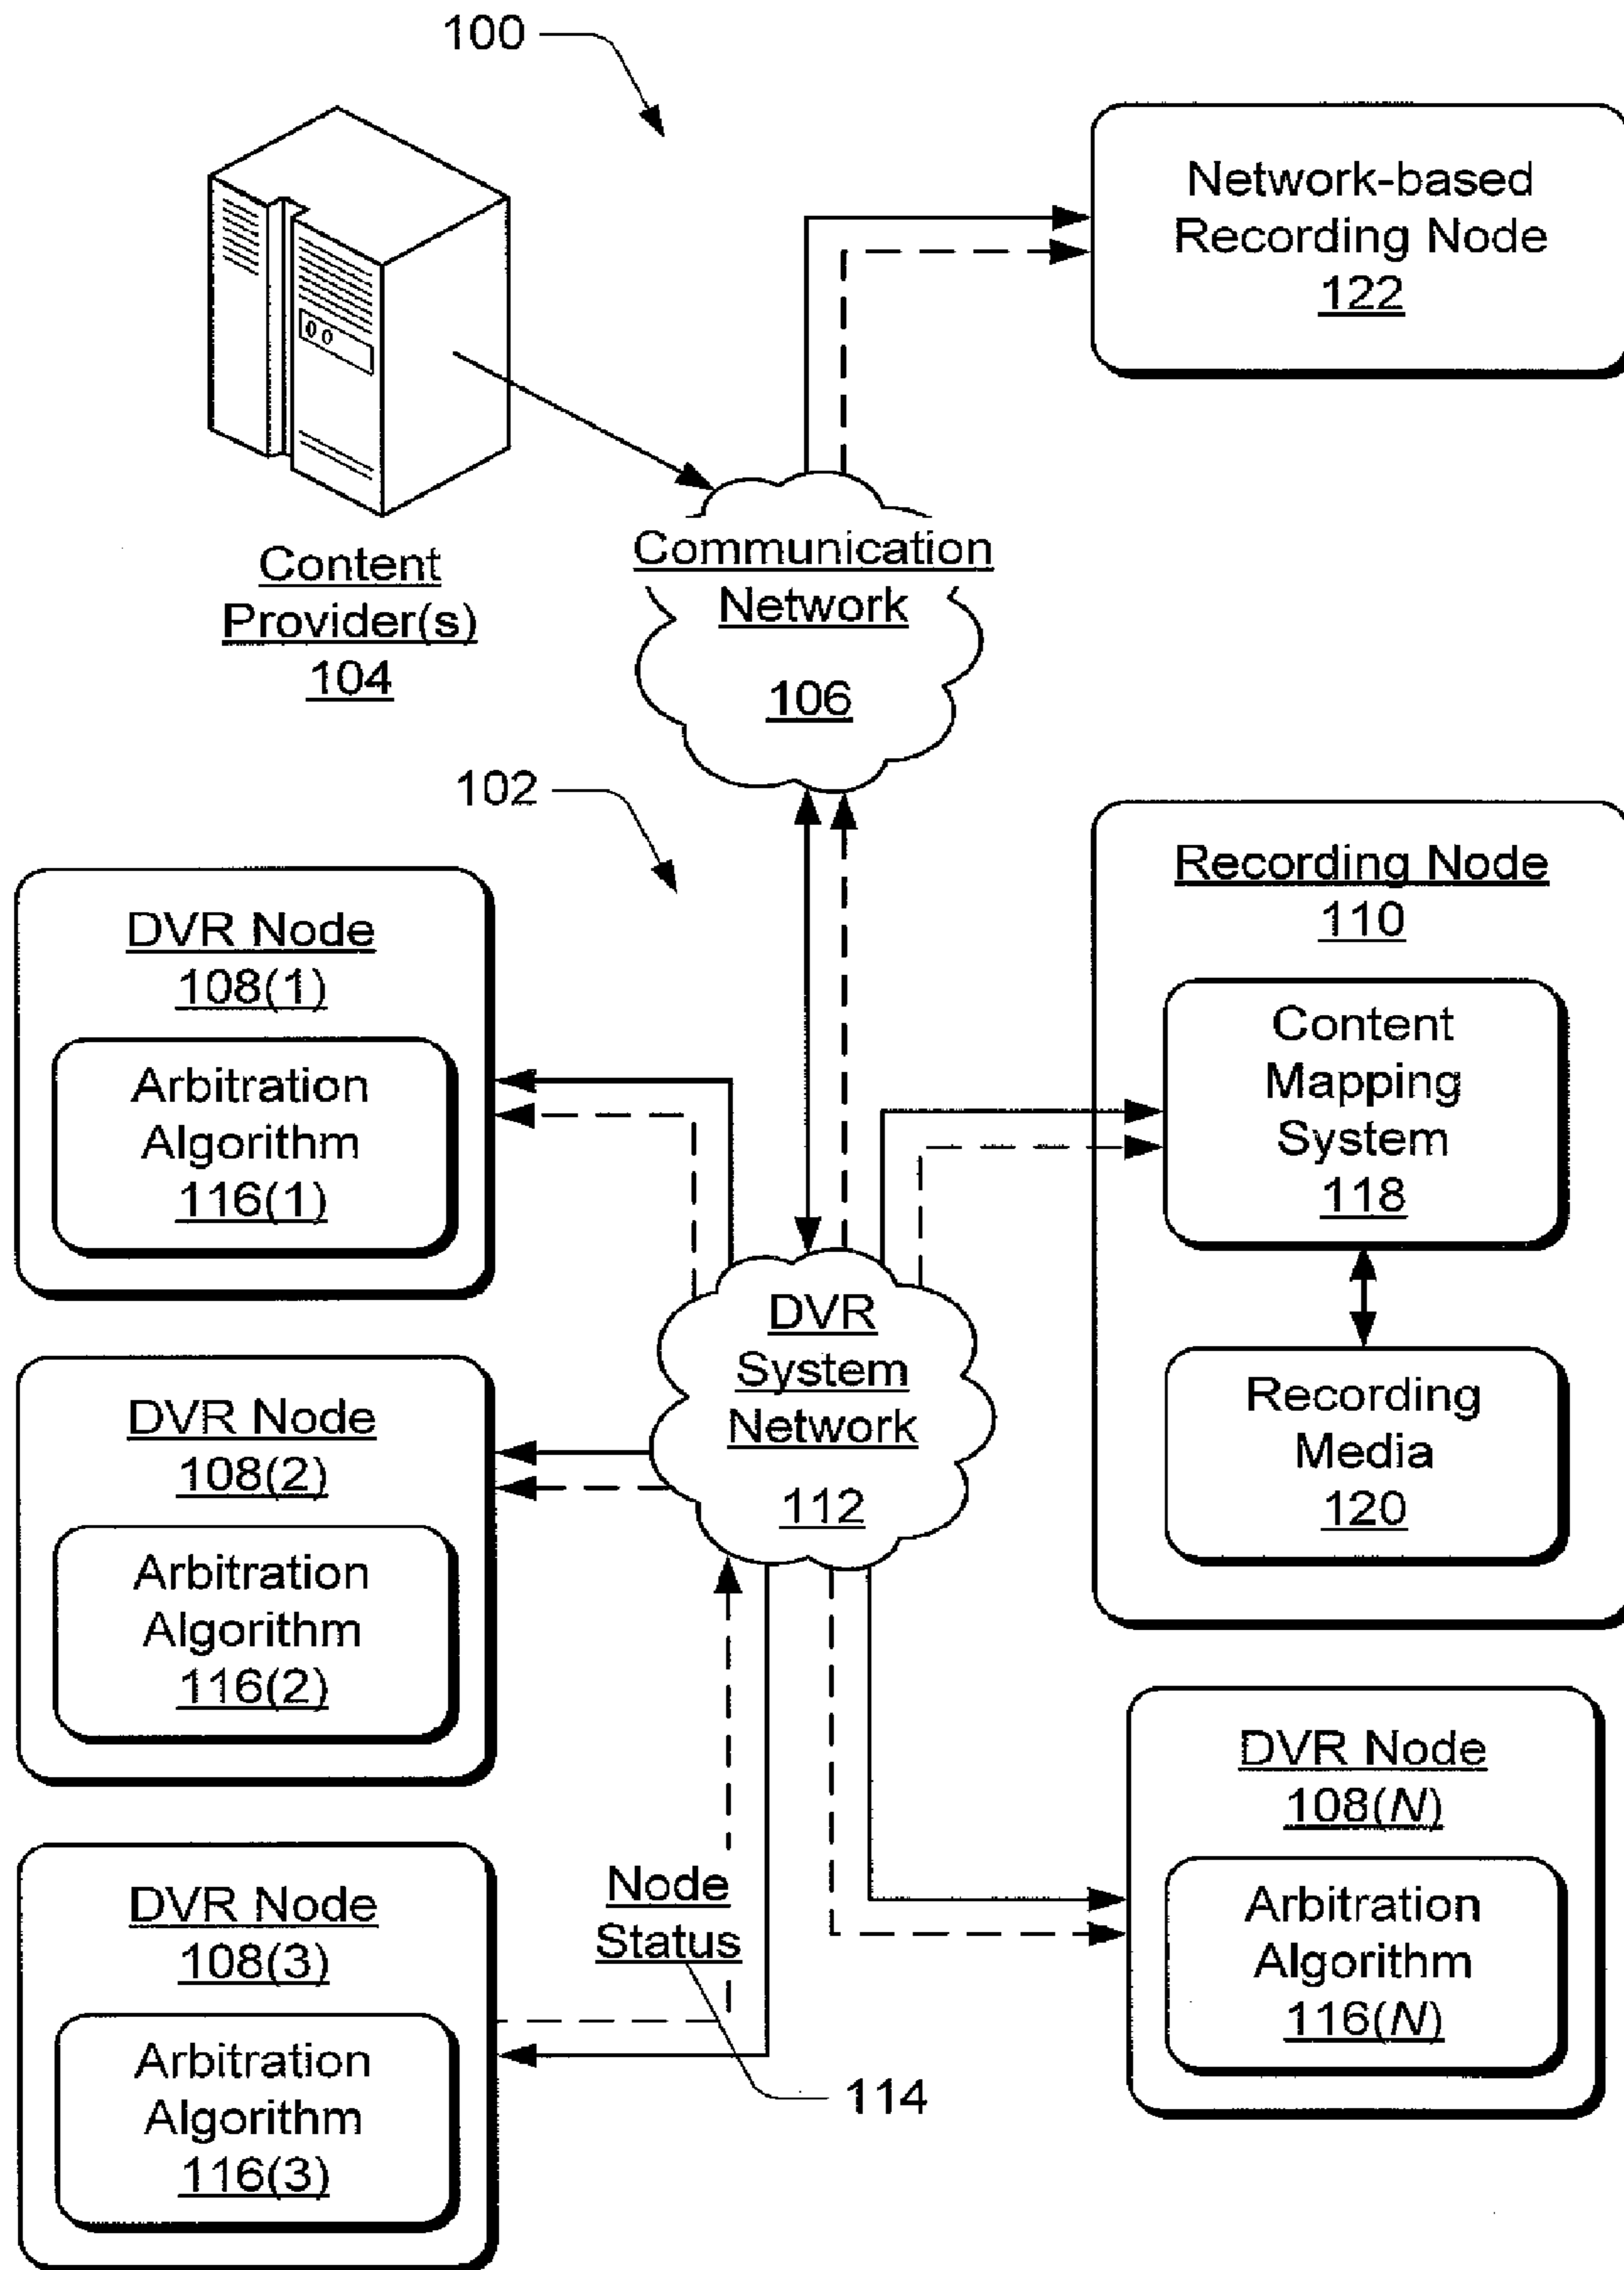 100
Network-based
Recording Node
122
Content
Provider(s)
104
Communication
Network
106
102
Recording Node
110
Content
Mapping
System
118
Recording
Media
120
DVR Node
108(1)
Arbitration
Algorithm
116(1)
DVR
System
Network
112
DVR Node
108(2)
Arbitration
Algorithm
116(2)
DVR Node
108(3)
Arbitration
Algorithm
116(3)
Node
Status
114
DVR Node
108(N)
Arbitration
Algorithm
116(N)